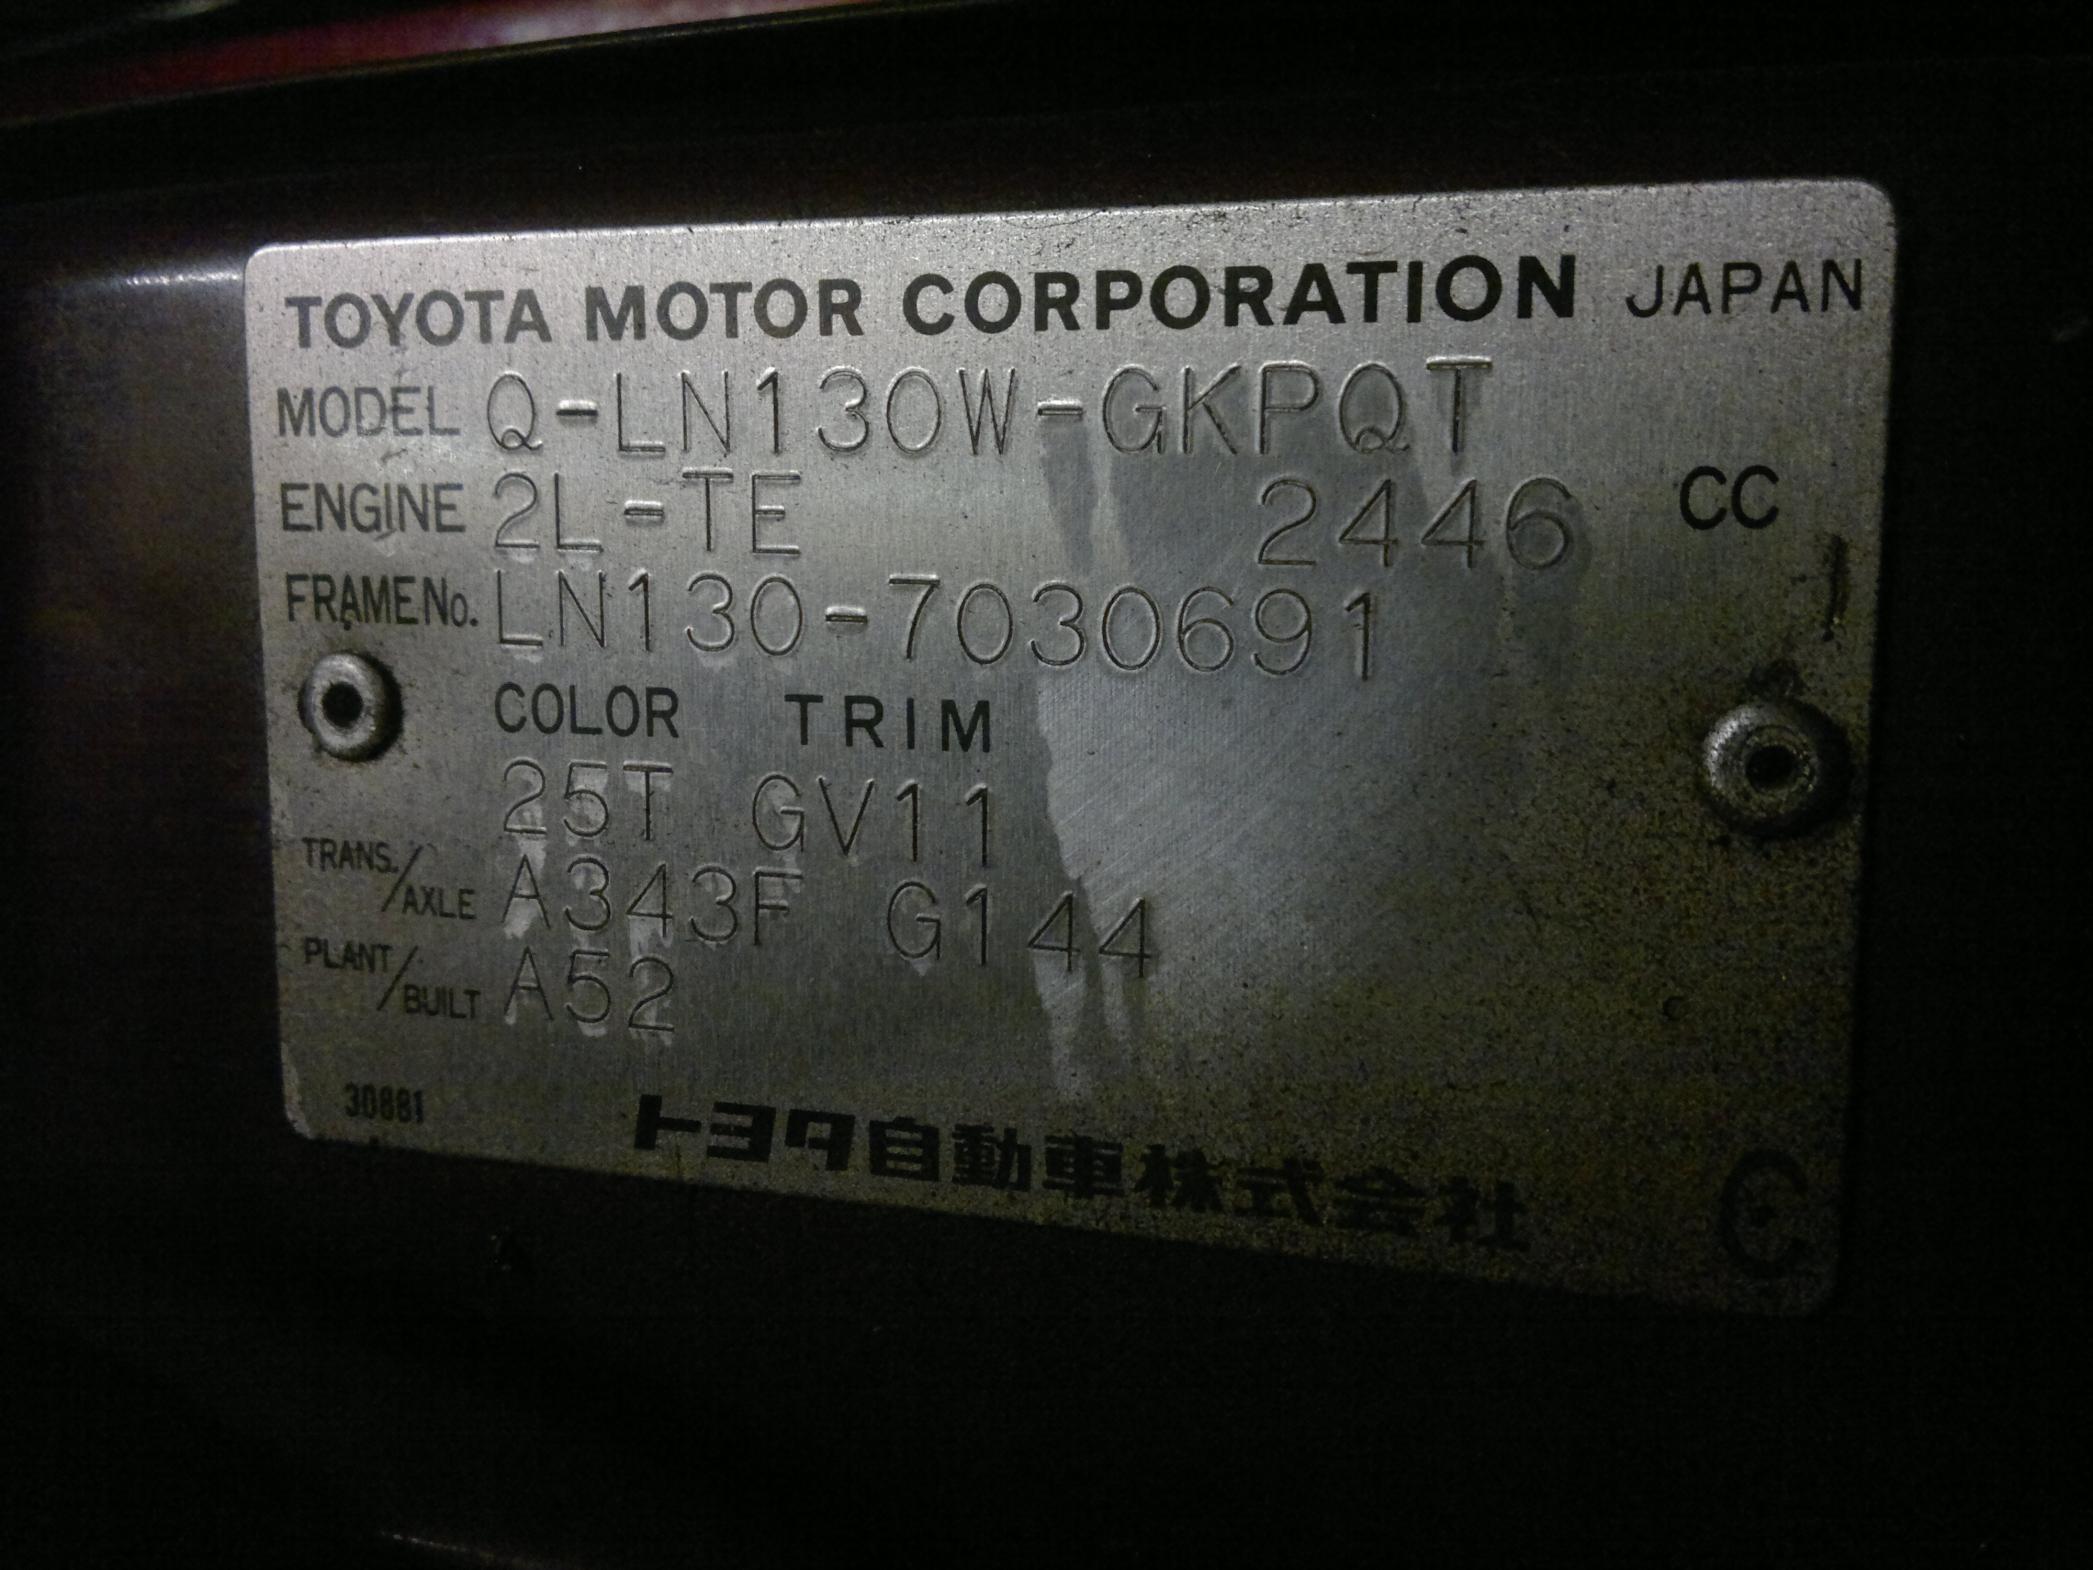 TOYOTA MOTOR CORPORATION JAPAN
MODEL Q-LN130W-GKPQT
ENGINE 2L-TE 2446 CC
FRAME No. LN130-7030691
COLOR TRIM
25T GV11
TRANS./AXLE A343F G144
PLANT/BUILT A52
30881
トヨタ自動車株式会社 C